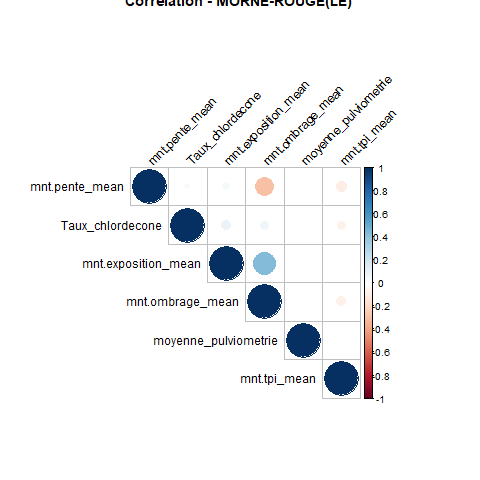 Correlation - MORNE-ROUGE(LE)
mnt.pente_mean
Taux_chlordecone
mnt.exposition_mean
mnt.ombrage_mean
moyenne_pulviometrie
mnt.tpi_mean
mnt.pente_mean
Taux_chlordecone
mnt.exposition_mean
mnt.ombrage_mean
moyenne_pulviometrie
mnt.tpi_mean
1
0.8
0.6
0.4
0.2
0
-0.2
-0.4
-0.6
-0.8
-1